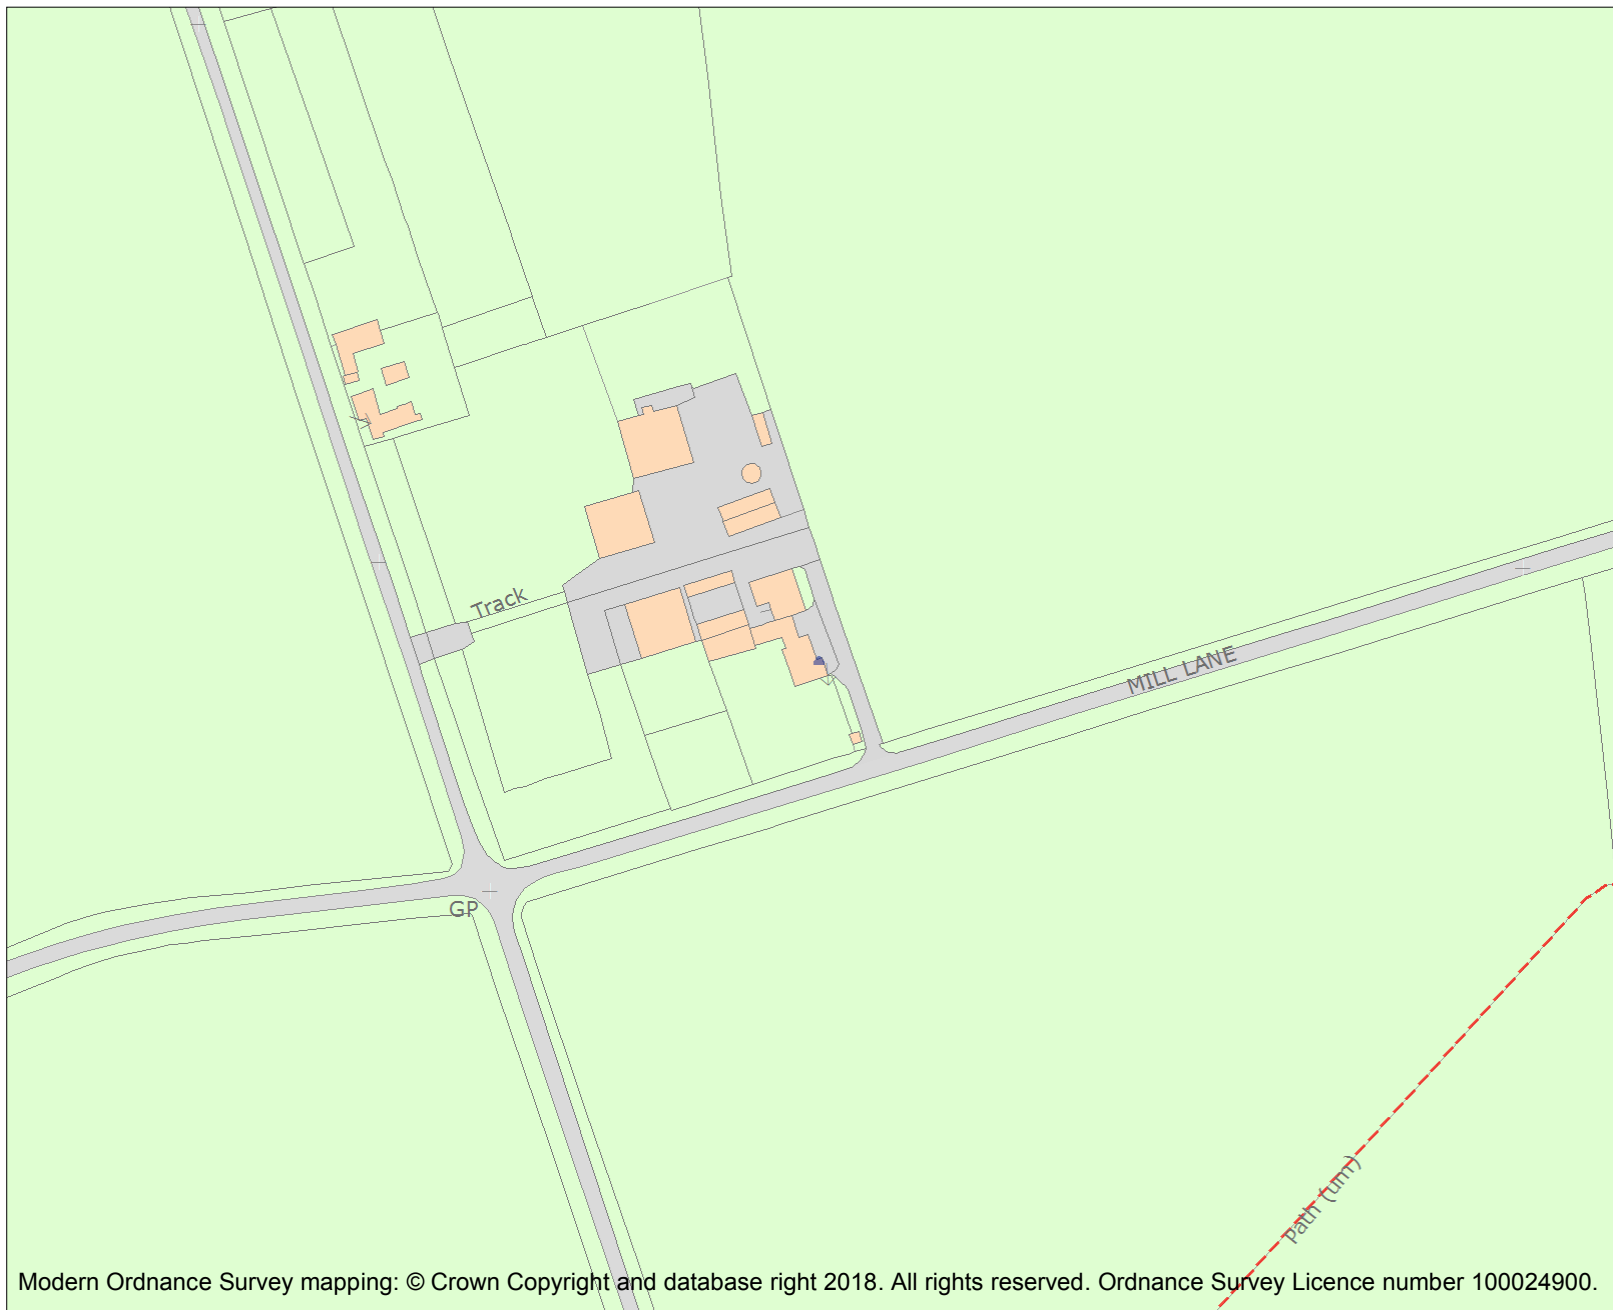 Track
MILL LANE
GP
Path (um)
Modern Ordnance Survey mapping: © Crown Copyright and database right 2018. All rights reserved. Ordnance Survey Licence number 100024900.